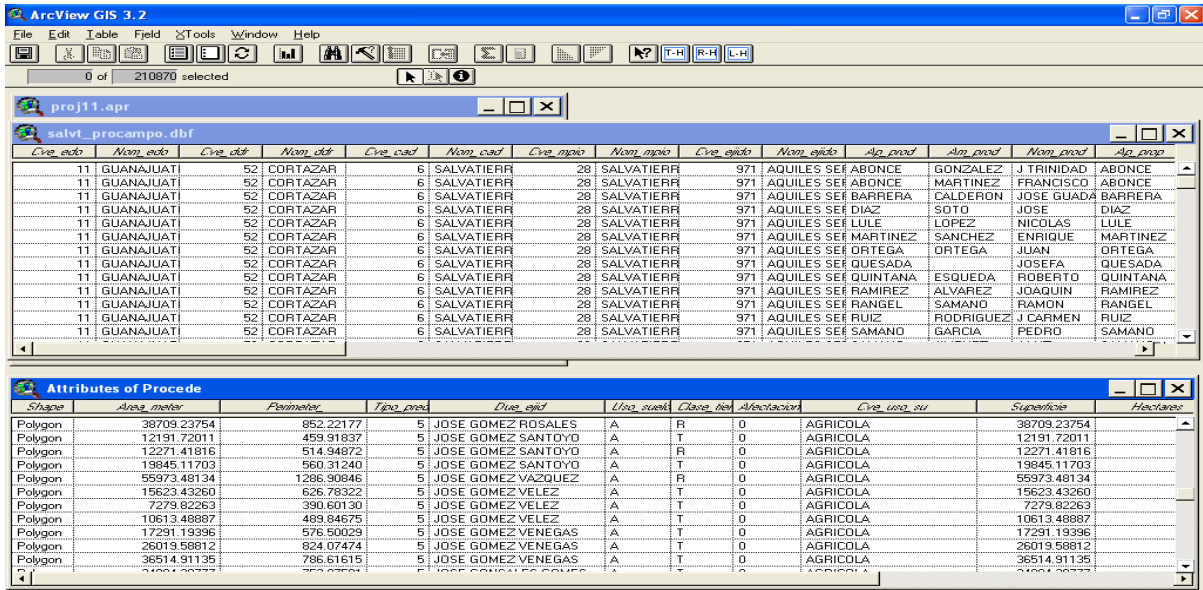 ArcView GIS 3.2
File Edit Table Field XTools Window Help
T-H R-H L-H
0 of 210870 selected
proj11.apr
salvt_procampo.dbf
Cve_edo Nom_edo Cve_ddr Nom_ddr Cve_cad Nom_cad Cve_mpio Nom_mpio Cve_ejido Nom_ejido Ap_prod Am_prod Nom_prod Ap_prop
11 GUANAJUATI 52 CORTAZAR 6 SALVATIERR 28 SALVATIERR 971 AQUILES SEF ABONCE GONZALEZ J TRINIDAD ABONCE
11 GUANAJUATI 52 CORTAZAR 6 SALVATIERR 28 SALVATIERR 971 AQUILES SEF ABONCE MARTINEZ FRANCISCO ABONCE
11 GUANAJUATI 52 CORTAZAR 6 SALVATIERR 28 SALVATIERR 971 AQUILES SEF BARRERA CALDERON JOSE GUADA BARRERA
11 GUANAJUATI 52 CORTAZAR 6 SALVATIERR 28 SALVATIERR 971 AQUILES SEF DIAZ SOTO JOSE DIAZ
11 GUANAJUATI 52 CORTAZAR 6 SALVATIERR 28 SALVATIERR 971 AQUILES SEF LULE LOPEZ NICOLAS LULE
11 GUANAJUATI 52 CORTAZAR 6 SALVATIERR 28 SALVATIERR 971 AQUILES SEF MARTINEZ SANCHEZ ENRIQUE MARTINEZ
11 GUANAJUATI 52 CORTAZAR 6 SALVATIERR 28 SALVATIERR 971 AQUILES SEF ORTEGA ORTEGA JUAN ORTEGA
11 GUANAJUATI 52 CORTAZAR 6 SALVATIERR 28 SALVATIERR 971 AQUILES SEF QUESADA JOSEFA QUESADA
11 GUANAJUATI 52 CORTAZAR 6 SALVATIERR 28 SALVATIERR 971 AQUILES SEF QUINTANA ESQUEDA ROBERTO QUINTANA
11 GUANAJUATI 52 CORTAZAR 6 SALVATIERR 28 SALVATIERR 971 AQUILES SEF RAMIREZ ALVAREZ JOAQUIN RAMIREZ
11 GUANAJUATI 52 CORTAZAR 6 SALVATIERR 28 SALVATIERR 971 AQUILES SEF RANGEL SAMANO RAMON RANGEL
11 GUANAJUATI 52 CORTAZAR 6 SALVATIERR 28 SALVATIERR 971 AQUILES SEF RUIZ RODRIGUEZ J CARMEN RUIZ
11 GUANAJUATI 52 CORTAZAR 6 SALVATIERR 28 SALVATIERR 971 AQUILES SEF SAMANO GARCIA PEDRO SAMANO
Attributes of Procede
Shape Area_meter Perimeter_ Tipo_pred Due_ejid Uso_suelo Clase_tier Afectacion Cve_uso_su Superficie Hectares
Polygon 38709.23754 852.22177 5 JOSE GOMEZ ROSALES A R 0 AGRICOLA 38709.23754
Polygon 12191.72011 459.91837 5 JOSE GOMEZ SANTOYO A T 0 AGRICOLA 12191.72011
Polygon 12271.41816 514.94872 5 JOSE GOMEZ SANTOYO A R 0 AGRICOLA 12271.41816
Polygon 19845.11703 560.31240 5 JOSE GOMEZ SANTOYO A T 0 AGRICOLA 19845.11703
Polygon 55973.48134 1286.90846 5 JOSE GOMEZ VAZQUEZ A R 0 AGRICOLA 55973.48134
Polygon 15623.43260 626.78322 5 JOSE GOMEZ VELEZ A T 0 AGRICOLA 15623.43260
Polygon 7279.82263 390.60130 5 JOSE GOMEZ VELEZ A T 0 AGRICOLA 7279.82263
Polygon 10613.48887 489.84675 5 JOSE GOMEZ VELEZ A T 0 AGRICOLA 10613.48887
Polygon 17291.19396 576.50029 5 JOSE GOMEZ VENEGAS A T 0 AGRICOLA 17291.19396
Polygon 26019.58812 824.07474 5 JOSE GOMEZ VENEGAS A T 0 AGRICOLA 26019.58812
Polygon 36514.91135 786.61615 5 JOSE GOMEZ VENEGAS A T 0 AGRICOLA 36514.91135